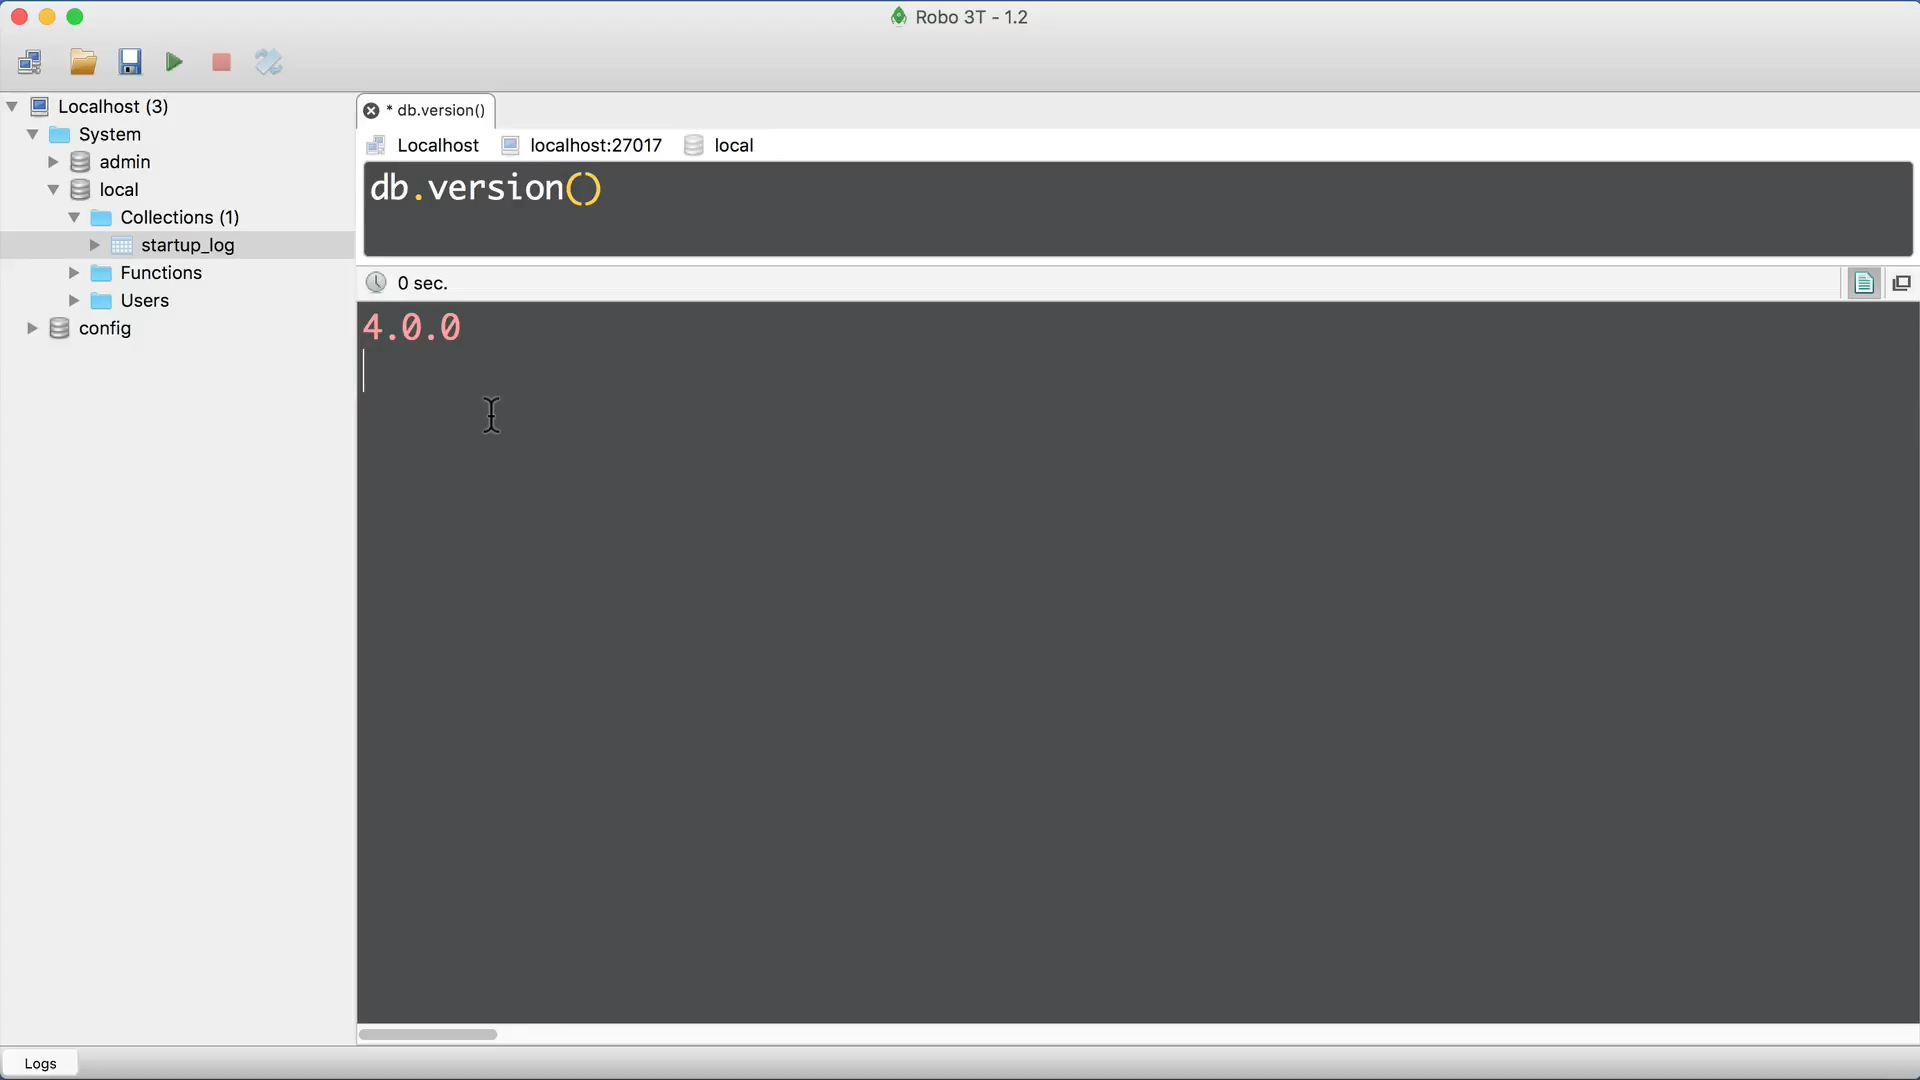 Robo 3T - 1.2
Localhost (3)
System
admin
local
Collections (1)
startup_log
Functions
Users
config
* db.version()
Localhost localhost:27017 local
db.version()
0 sec.
4.0.0
Logs